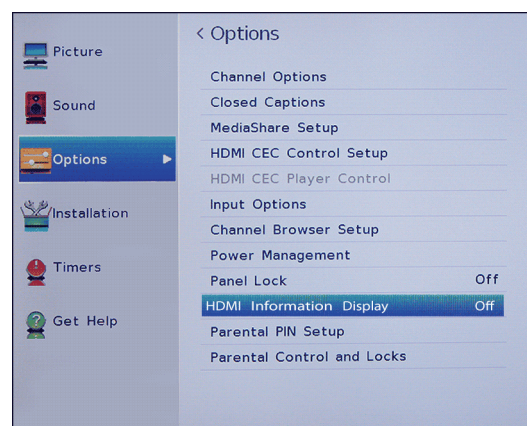 Picture
Sound
Options
Installation
Timers
Get Help
< Options
Channel Options
Closed Captions
MediaShare Setup
HDMI CEC Control Setup
HDMI CEC Player Control
Input Options
Channel Browser Setup
Power Management
Panel Lock Off
HDMI Information Display Off
Parental PIN Setup
Parental Control and Locks